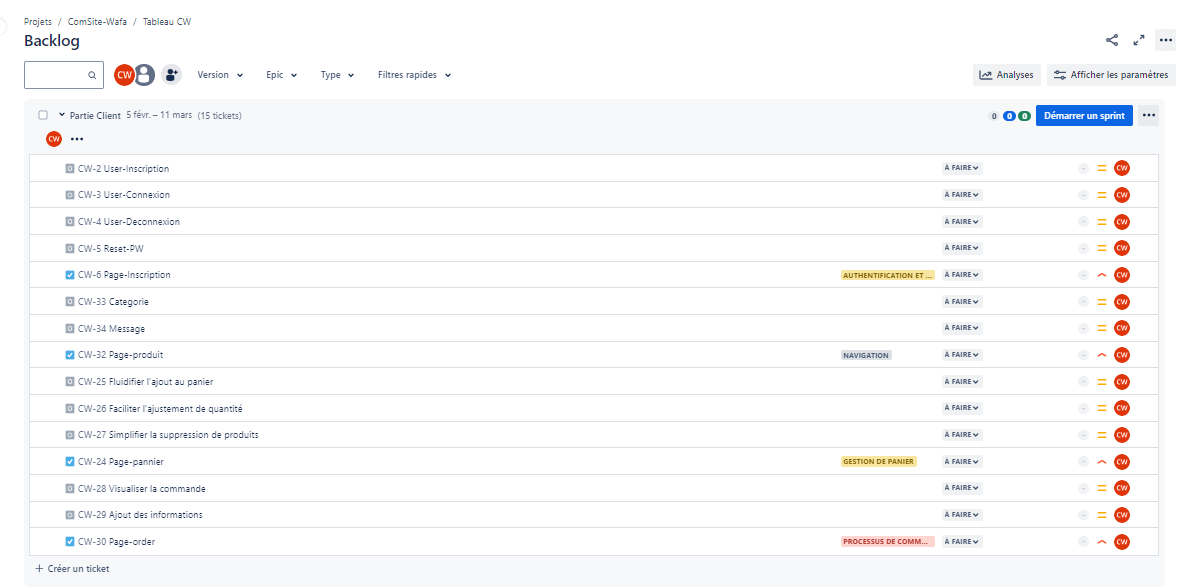 Projets / ComSite-Wafa / Tableau CW
Backlog
CW Version Epic Type Filtres rapides Analyses Afficher les paramètres
Partie Client 5 févr. – 11 mars (15 tickets) 0 0 0 Démarrer un sprint
CW
CW-2 User-Inscription À FAIRE - CW
CW-3 User-Connexion À FAIRE - CW
CW-4 User-Deconnexion À FAIRE - CW
CW-5 Reset-PW À FAIRE - CW
CW-6 Page-Inscription AUTHENTIFICATION ET ... À FAIRE - CW
CW-33 Categorie À FAIRE - CW
CW-34 Message À FAIRE - CW
CW-32 Page-produit NAVIGATION À FAIRE - CW
CW-25 Fluidifier l'ajout au panier À FAIRE - CW
CW-26 Faciliter l'ajustement de quantité À FAIRE - CW
CW-27 Simplifier la suppression de produits À FAIRE - CW
CW-24 Page-pannier GESTION DE PANIER À FAIRE - CW
CW-28 Visualiser la commande À FAIRE - CW
CW-29 Ajout des informations À FAIRE - CW
CW-30 Page-order PROCESSUS DE COMM... À FAIRE - CW
+ Créer un ticket